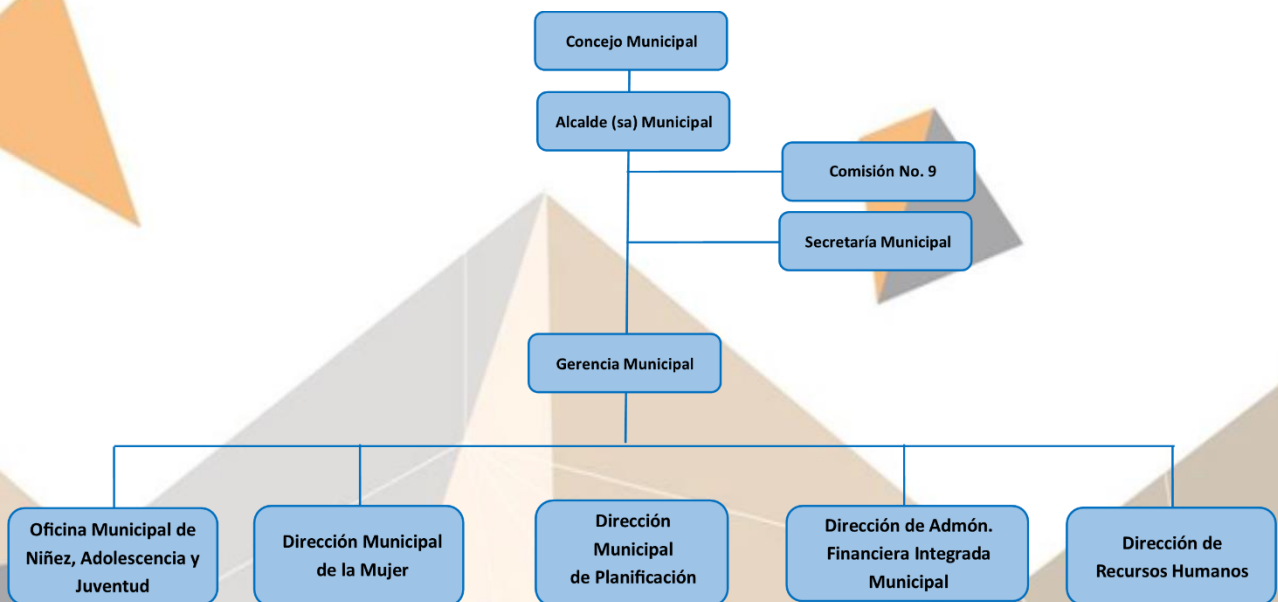 Concejo Municipal
Alcalde (sa) Municipal
Comisión No. 9
Secretaría Municipal
Gerencia Municipal
Oficina Municipal de
Niñez, Adolescencia y
Juventud
Dirección Municipal
de la Mujer
Dirección
Municipal
de Planificación
Dirección de Admón.
Financiera Integrada
Municipal
Dirección de
Recursos Humanos